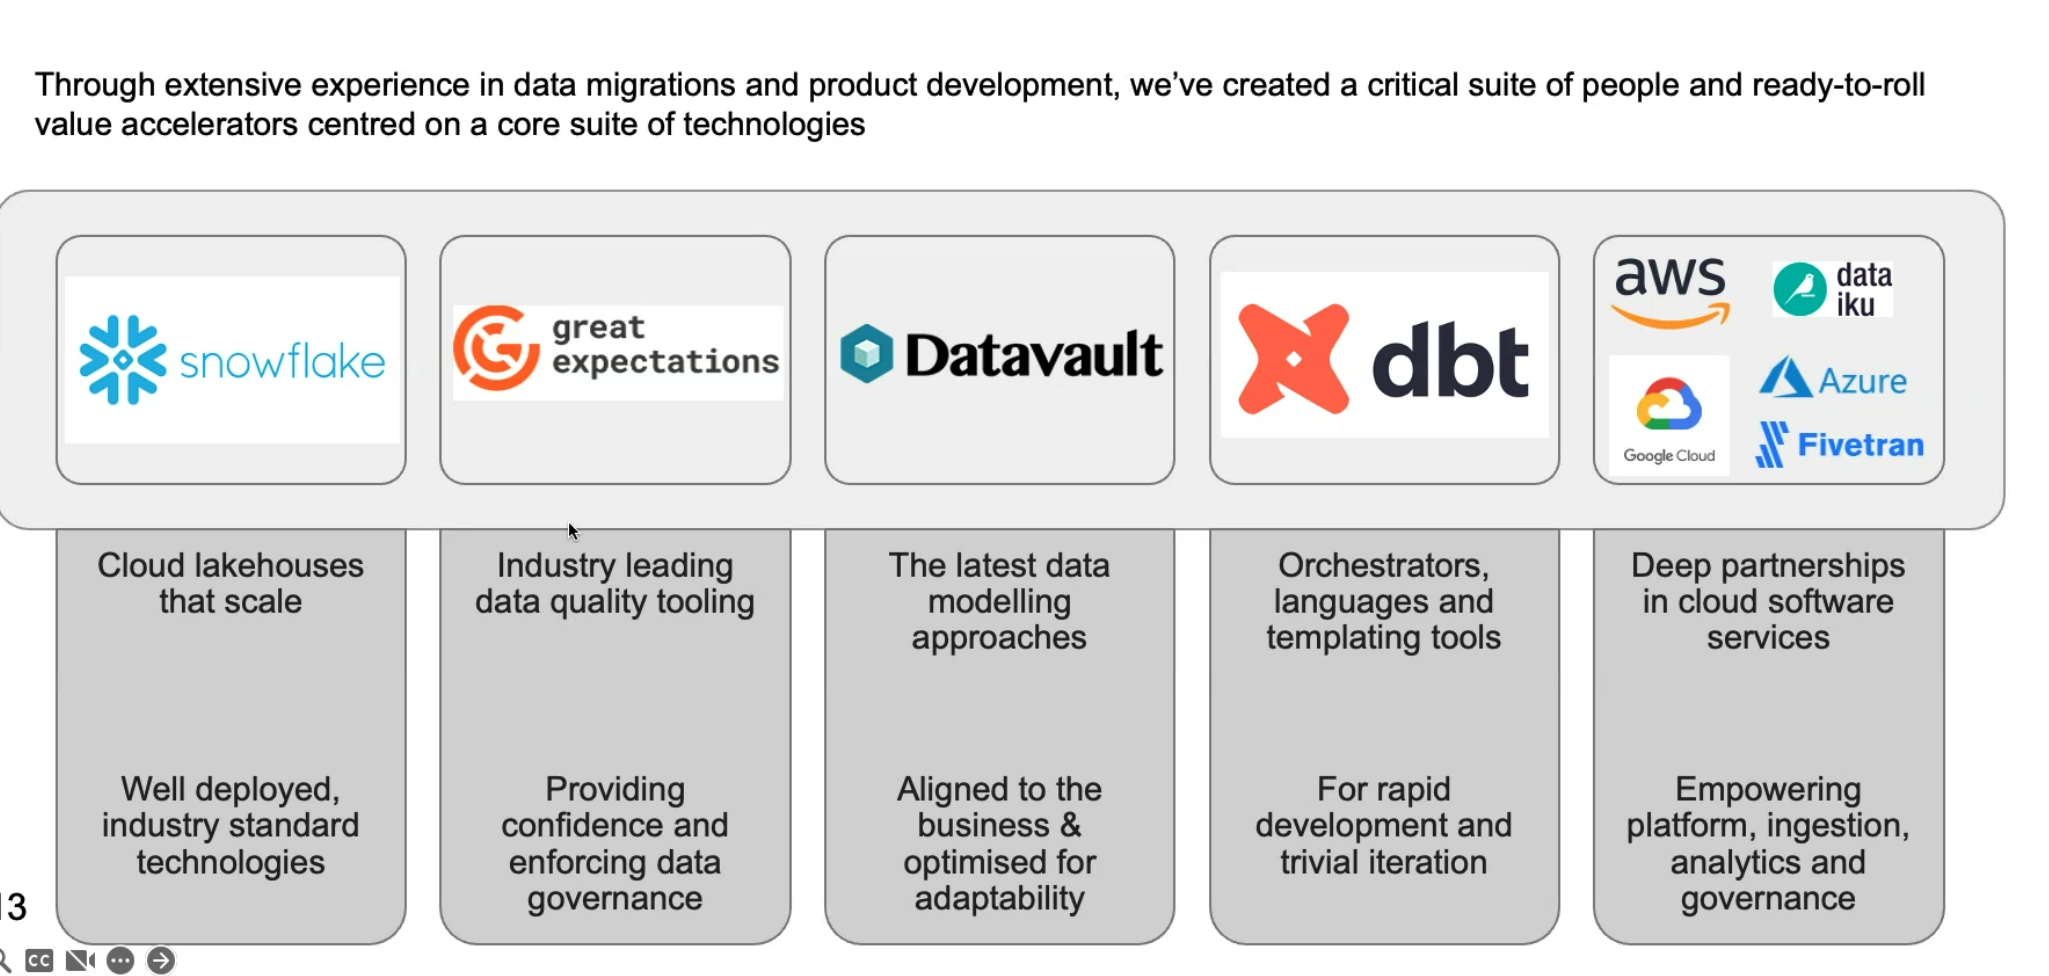 Through extensive experience in data migrations and product development, we've created a critical suite of people and ready-to-roll
value accelerators centred on a core suite of technologies
snowflake
great
expectations
Datavault
dbt
aws
data
iku
Google Cloud
Azure
Fivetran
Cloud lakehouses
that scale
Well deployed,
industry standard
technologies
Industry leading
data quality tooling
Providing
confidence and
enforcing data
governance
The latest data
modelling
approaches
Aligned to the
business &
optimised for
adaptability
Orchestrators,
languages and
templating tools
For rapid
development and
trivial iteration
Deep partnerships
in cloud software
services
Empowering
platform, ingestion,
analytics and
governance
13
CC